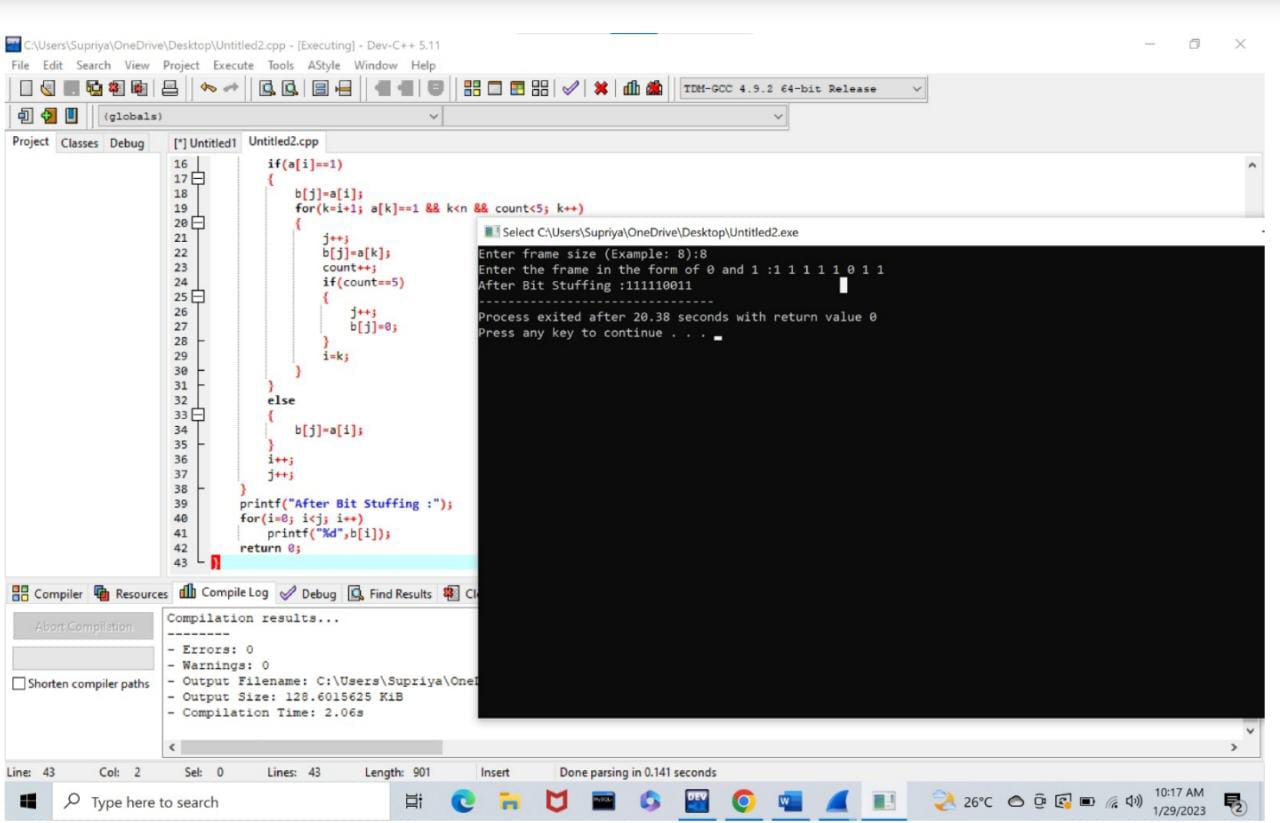 C:\Users\Supriya\OneDrive\Desktop\Untitled2.cpp - [Executing] - Dev-C++ 5.11
File Edit Search View Project Execute Tools AStyle Window Help
TDM-GCC 4.9.2 64-bit Release
(globals)
Project Classes Debug [*] Untitled1 Untitled2.cpp
16 if(a[i]==1)
17 {
18 b[j]=a[i];
19 for(k=i+1; a[k]==1 && k<n && count<5; k++)
20 {
21 j++;
22 b[j]=a[k];
23 count++;
24 if(count==5)
25 {
26 j++;
27 b[j]=0;
28 }
29 i=k;
30 }
31 }
32 else
33 {
34 b[j]=a[i];
35 }
36 i++;
37 j++;
38 }
39 printf("After Bit Stuffing :");
40 for(i=0; i<j; i++)
41 printf("%d",b[i]);
42 return 0;
43 }
Select C:\Users\Supriya\OneDrive\Desktop\Untitled2.exe
Enter frame size (Example: 8):8
Enter the frame in the form of 0 and 1 :1 1 1 1 1 0 1 1
After Bit Stuffing :111110011
--------------------------------
Process exited after 20.38 seconds with return value 0
Press any key to continue . . .
Compiler Resources Compile Log Debug Find Results Cl
Abort Compilation
Shorten compiler paths
Compilation results...
--------
- Errors: 0
- Warnings: 0
- Output Filename: C:\Users\Supriya\One
- Output Size: 128.6015625 KiB
- Compilation Time: 2.06s
Line: 43 Col: 2 Sel: 0 Lines: 43 Length: 901 Insert Done parsing in 0.141 seconds
Type here to search
DEV
26°C
10:17 AM
1/29/2023
2